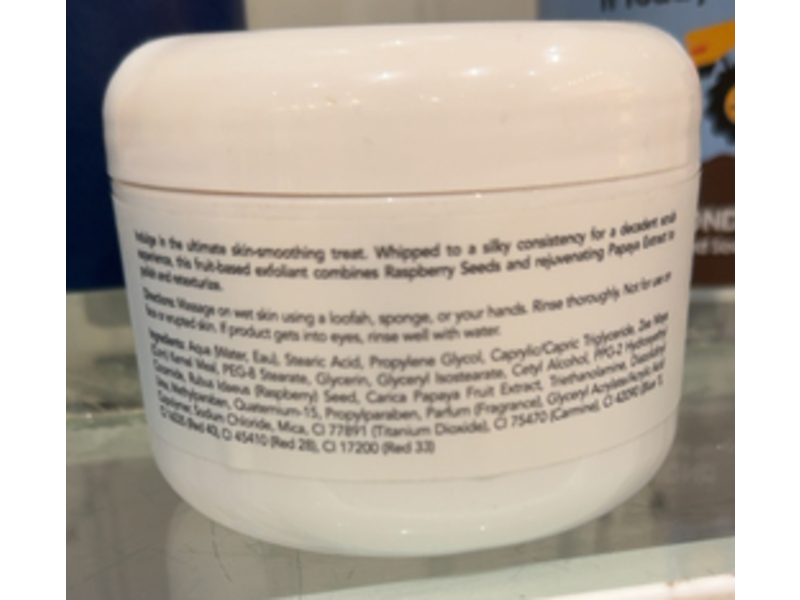 Indulge in the ultimate skin-smoothing treat. Whipped to a silky consistency for a decadent scrub
experience, this fruit-based exfoliant combines Raspberry Seeds and rejuvenating Papaya Extract to
polish and retexturize.
Directions: Massage on wet skin using a loofah, sponge, or your hands. Rinse thoroughly. Not for use on
face or erupted skin. If product gets into eyes, rinse well with water.
Ingredients: Aqua (Water, Eau), Stearic Acid, Propylene Glycol, Caprylic/Capric Triglyceride, Zea Mays
(Corn) Kernel Meal, PEG-8 Stearate, Glycerin, Glyceryl Isostearate, Cetyl Alcohol, PPG-2 Hydroxyethyl
Rubus Idaeus (Raspberry) Seed, Carica Papaya Fruit Extract, Triethanolamine,
Urea, Methylparaben, Quaternium-15, Propylparaben, Parfum (Fragrance), Glyceryl Acrylate/Acrylic Acid
Copolymer, Sodium Chloride, Mica, CI 77891 (Titanium Dioxide), CI 75470 (Carmine), CI 42090 (Blue 1),
(Red 40), CI 45410 (Red 28), CI 17200 (Red 33)